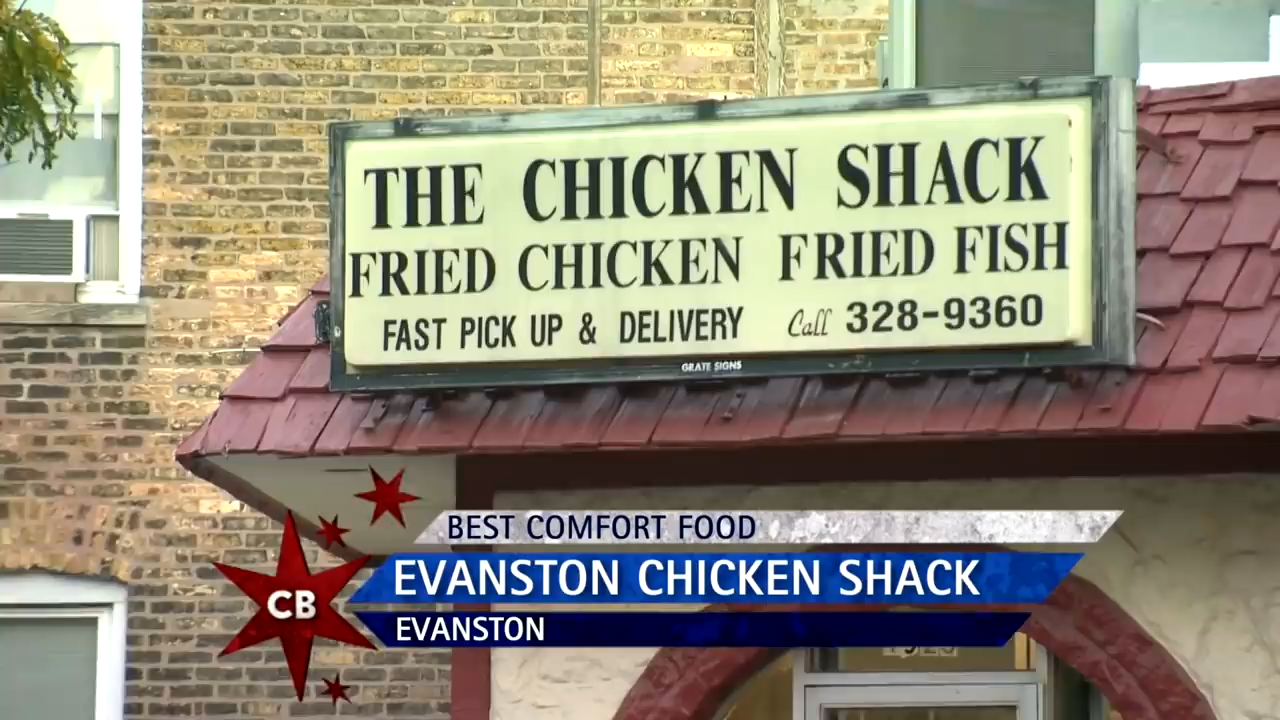 THE CHICKEN SHACK
FRIED CHICKEN FRIED FISH
FAST PICK UP & DELIVERY Call 328-9360
GRATE SIGNS
BEST COMFORT FOOD
CB
EVANSTON CHICKEN SHACK
EVANSTON